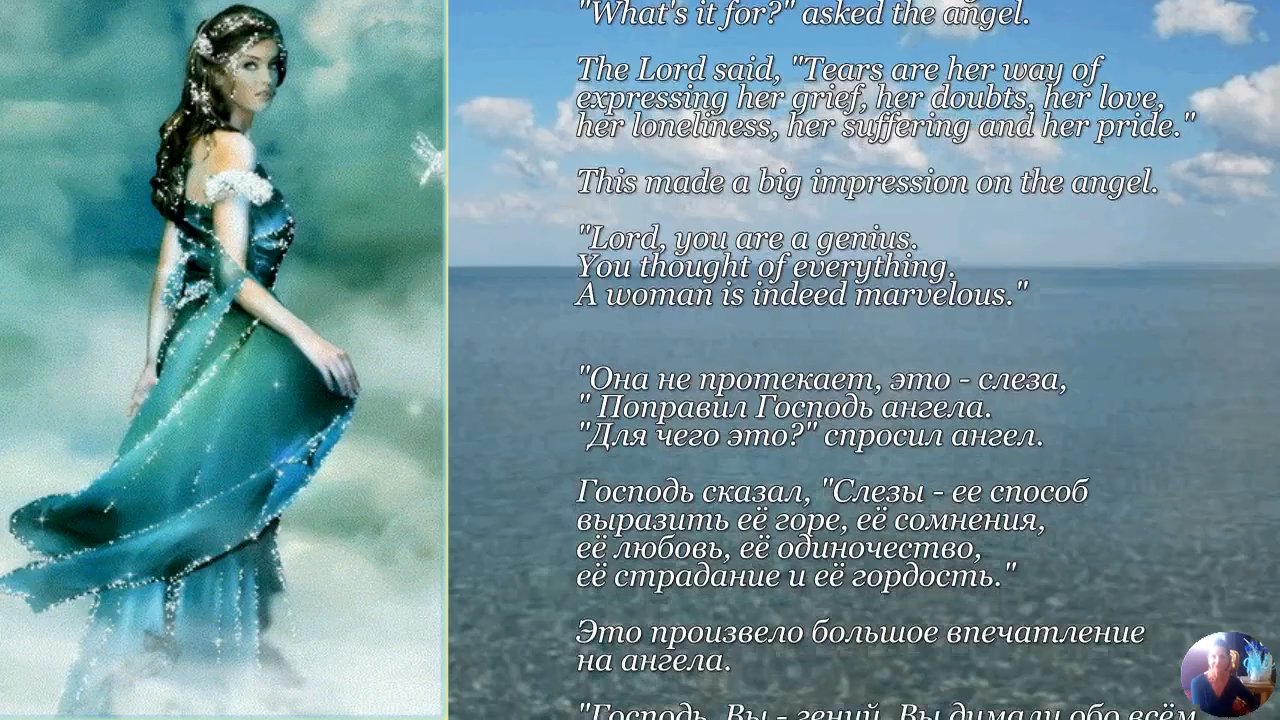 "What's it for?" asked the angel.
The Lord said, "Tears are her way of
expressing her grief, her doubts, her love,
her loneliness, her suffering and her pride."
This made a big impression on the angel.
"Lord, you are a genius.
You thought of everything.
A woman is indeed marvelous."
"Она не протекает, это - слеза,
" Поправил Господь ангела.
"Для чего это?" спросил ангел.
Господь сказал, "Слезы - ее способ
выразить её горе, её сомнения,
её любовь, её одиночество,
её страдание и её гордость."
Это произвело большое впечатление
на ангела.
"Господь, Вы - гений. Вы думали обо всём